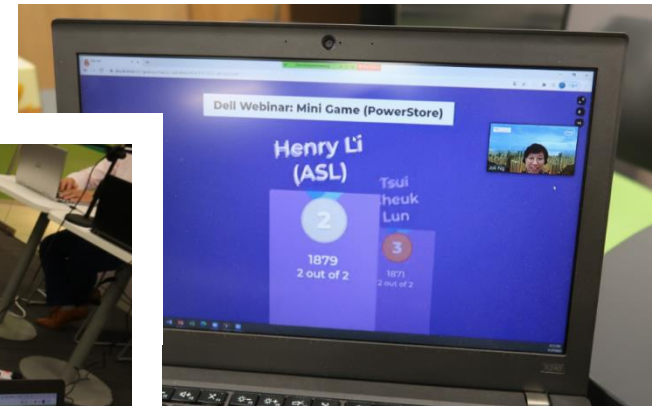 Dell Webinar: Mini Game (PowerStore)
Henry Li
(ASL)
2
1879
2 out of 2
Tsui
Cheuk
Lun
3
1871
2 out of 2